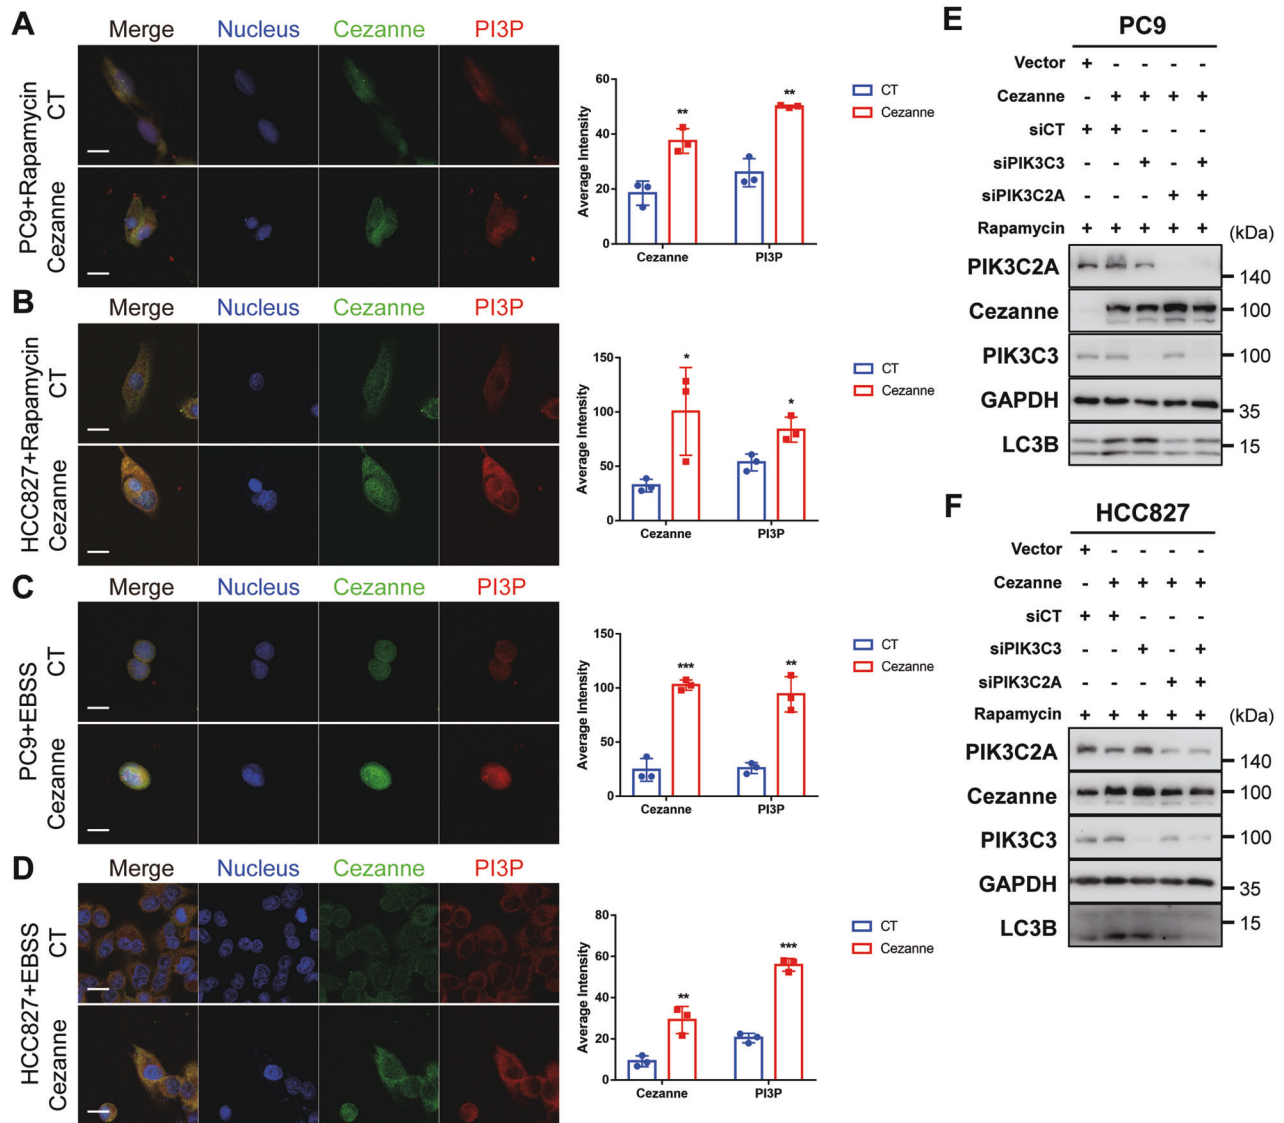 A
Merge Nucleus Cezanne PI3P
PC9+Rapamycin
CT
Cezanne
Average Intensity
60
40
20
0
** **
Cezanne PI3P
CT
Cezanne
B
Merge Nucleus Cezanne PI3P
HCC827+Rapamycin
CT
Cezanne
Average Intensity
150
100
50
0
* *
Cezanne PI3P
CT
Cezanne
C
Merge Nucleus Cezanne PI3P
PC9+EBSS
CT
Cezanne
Average Intensity
150
100
50
0
*** **
Cezanne PI3P
CT
Cezanne
D
Merge Nucleus Cezanne PI3P
HCC827+EBSS
CT
Cezanne
Average Intensity
80
60
40
20
0
** ***
Cezanne PI3P
CT
Cezanne
E
PC9
Vector + - - - -
Cezanne - + + + +
siCT + + - - -
siPIK3C3 - - + - +
siPIK3C2A - - - + +
Rapamycin + + + + + (kDa)
PIK3C2A 140
Cezanne 100
PIK3C3 100
GAPDH 35
LC3B 15
F
HCC827
Vector + - - - -
Cezanne - + + + +
siCT + + - - -
siPIK3C3 - - + - +
siPIK3C2A - - - + +
Rapamycin + + + + + (kDa)
PIK3C2A 140
Cezanne 100
PIK3C3 100
GAPDH 35
LC3B 15